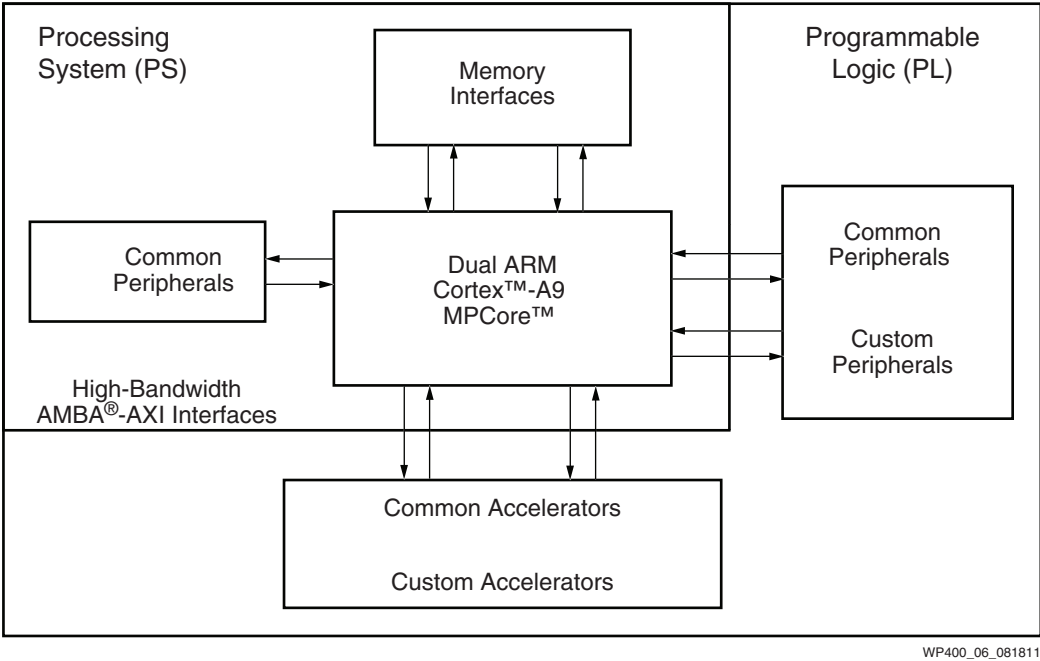 Processing
System (PS)
Programmable
Logic (PL)
Memory
Interfaces
Common
Peripherals
Dual ARM
Cortex™-A9
MPCore™
Common
Peripherals
Custom
Peripherals
High-Bandwidth
AMBA®-AXI Interfaces
Common Accelerators
Custom Accelerators
WP400_06_081811